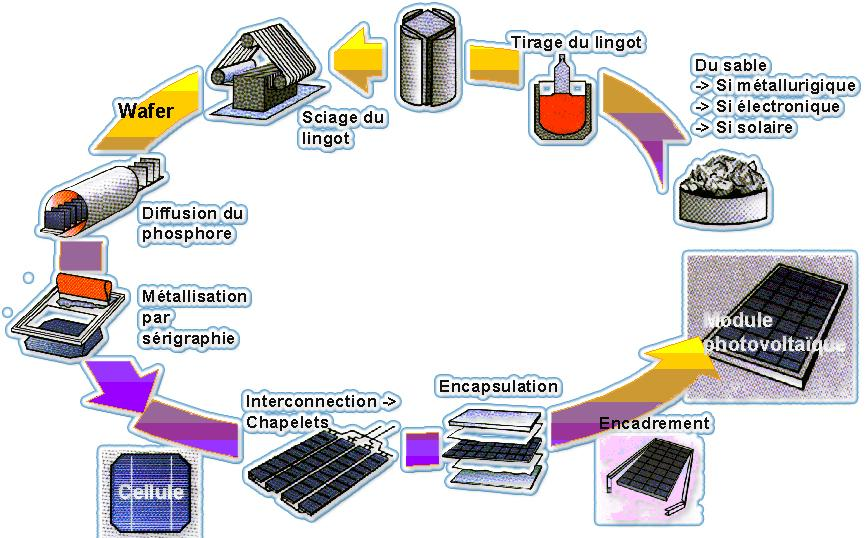 Du sable
-> Si métallurigique
-> Si électronique
-> Si solaire
Tirage du lingot
Sciage du
lingot
Wafer
Diffusion du
phosphore
Métallisation
par
sérigraphie
Cellule
Interconnection ->
Chapelets
Encapsulation
Encadrement
Module
photovoltaïque